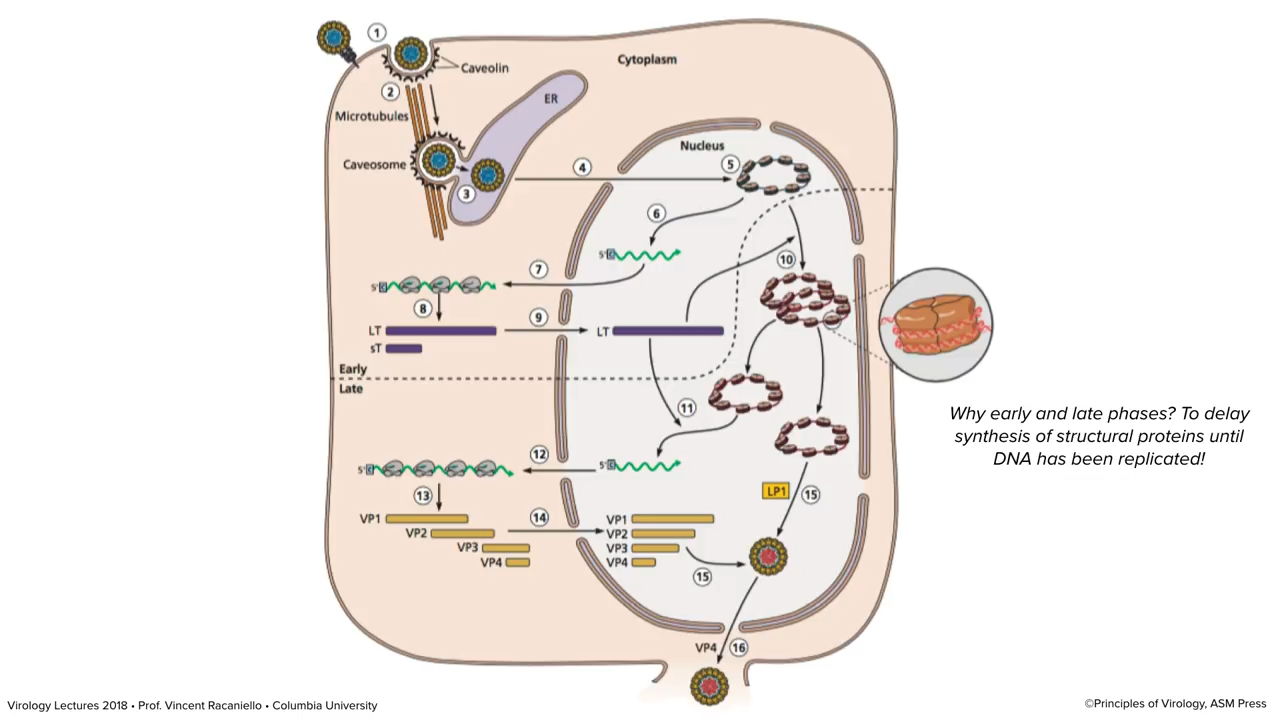 1
Caveolin
Cytoplasm
2
ER
Microtubules
Nucleus
Caveosome
4
5
3
6
5'C
7
10
5'C
8
9
LT
LT
sT
Early
Late
11
Why early and late phases? To delay
synthesis of structural proteins until
DNA has been replicated!
12
5'C
5'C
13
LP1
15
14
VP1
VP2
VP3
VP4
VP1
VP2
VP3
VP4
15
VP4
16
Virology Lectures 2018 • Prof. Vincent Racaniello • Columbia University
©Principles of Virology, ASM Press